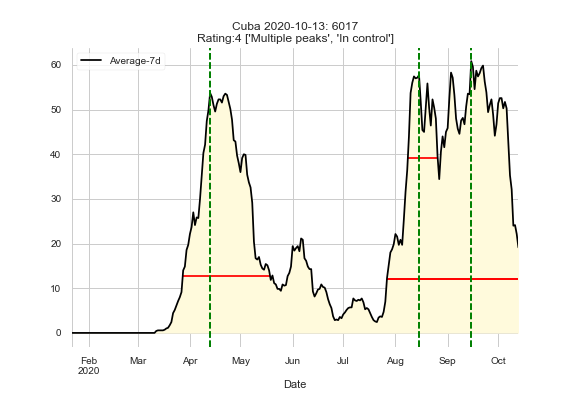 Cuba 2020-10-13: 6017
Rating:4 ['Multiple peaks', 'In control']
Average-7d
60
50
40
30
20
10
0
Feb
2020
Mar
Apr
May
Jun
Jul
Aug
Sep
Oct
Date